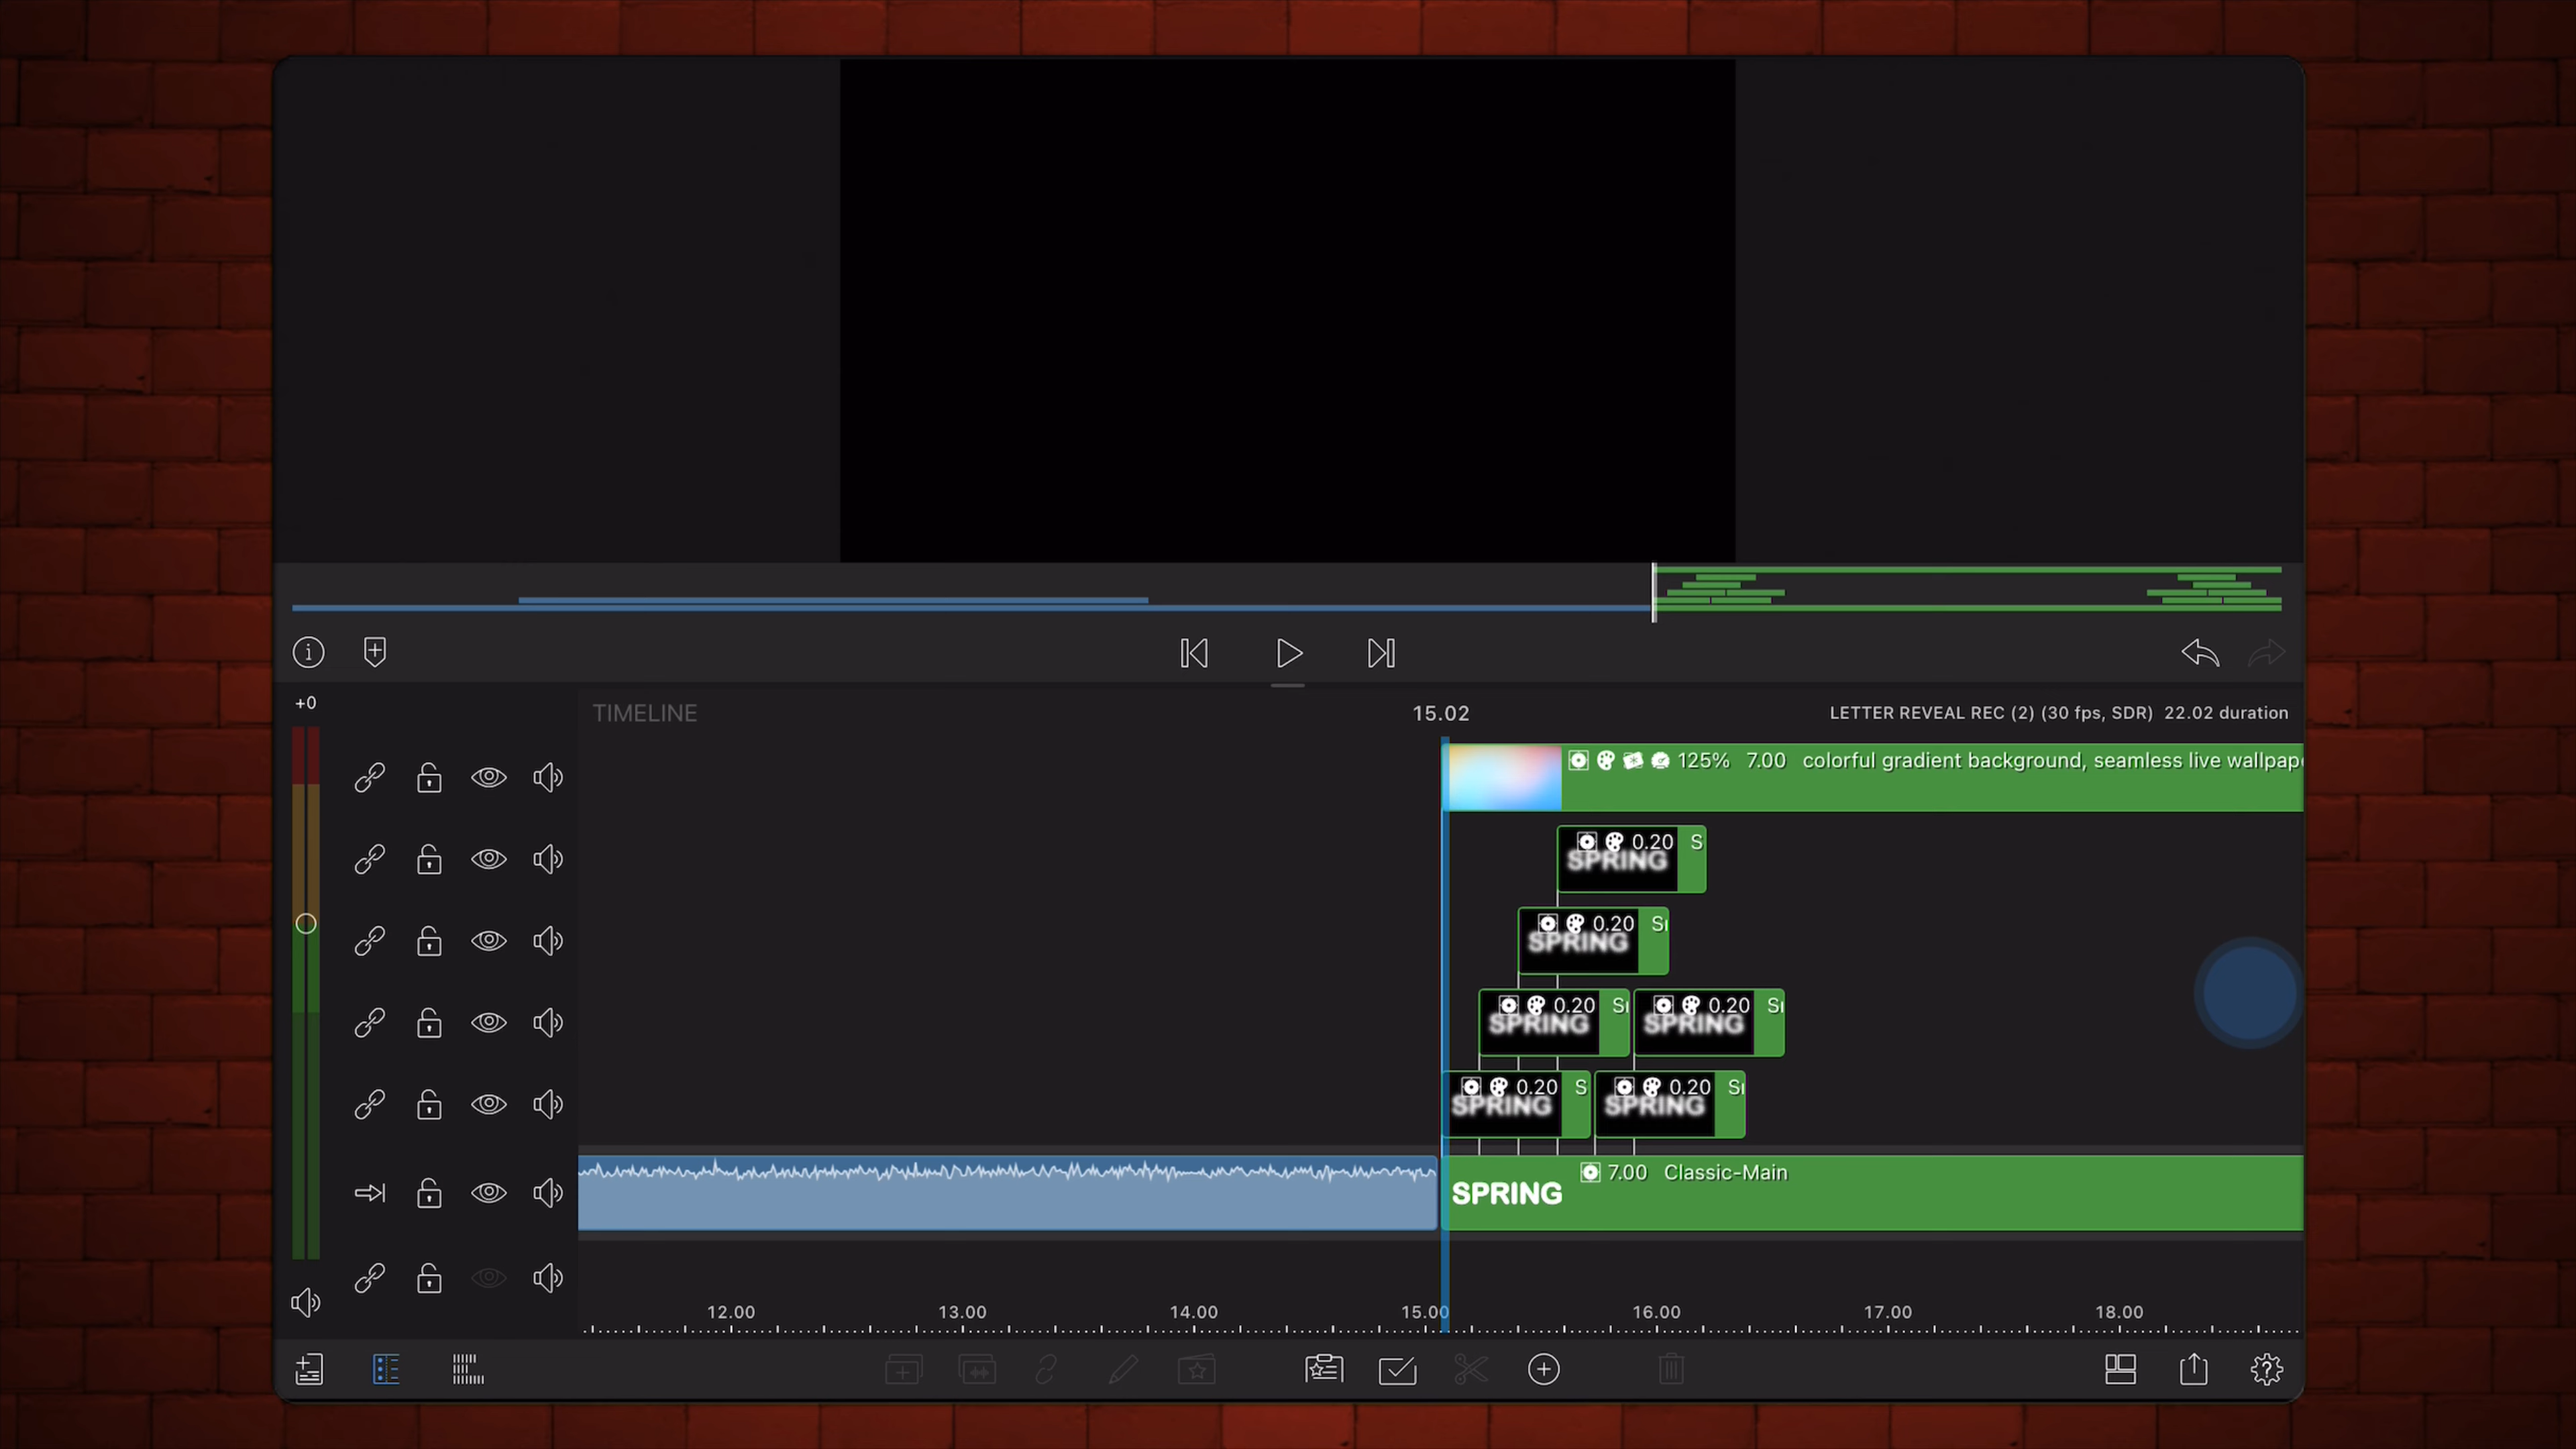 +0
TIMELINE
15.02
LETTER REVEAL REC (2) (30 fps, SDR) 22.02 duration
125% 7.00 colorful gradient background, seamless live wallpap
0.20 S
SPRING
0.20 S
SPRING
0.20 S
SPRING
0.20 S
SPRING
0.20 S
SPRING
0.20 S
SPRING
7.00 Classic-Main
SPRING
12.00 13.00 14.00 15.00 16.00 17.00 18.00